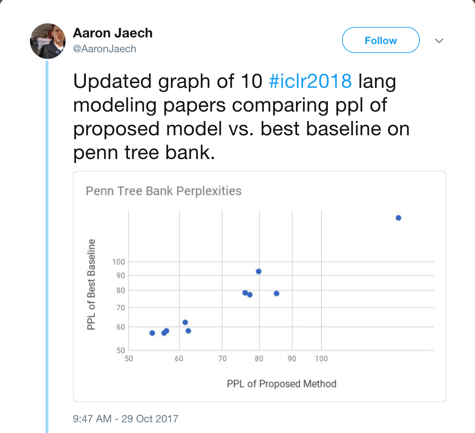 Aaron Jaech
@AaronJaech
Follow
Updated graph of 10 #iclr2018 lang
modeling papers comparing ppl of
proposed model vs. best baseline on
penn tree bank.
Penn Tree Bank Perplexities
PPL of Best Baseline
100
90
80
70
60
50
50 60 70 80 90 100
PPL of Proposed Method
9:47 AM - 29 Oct 2017